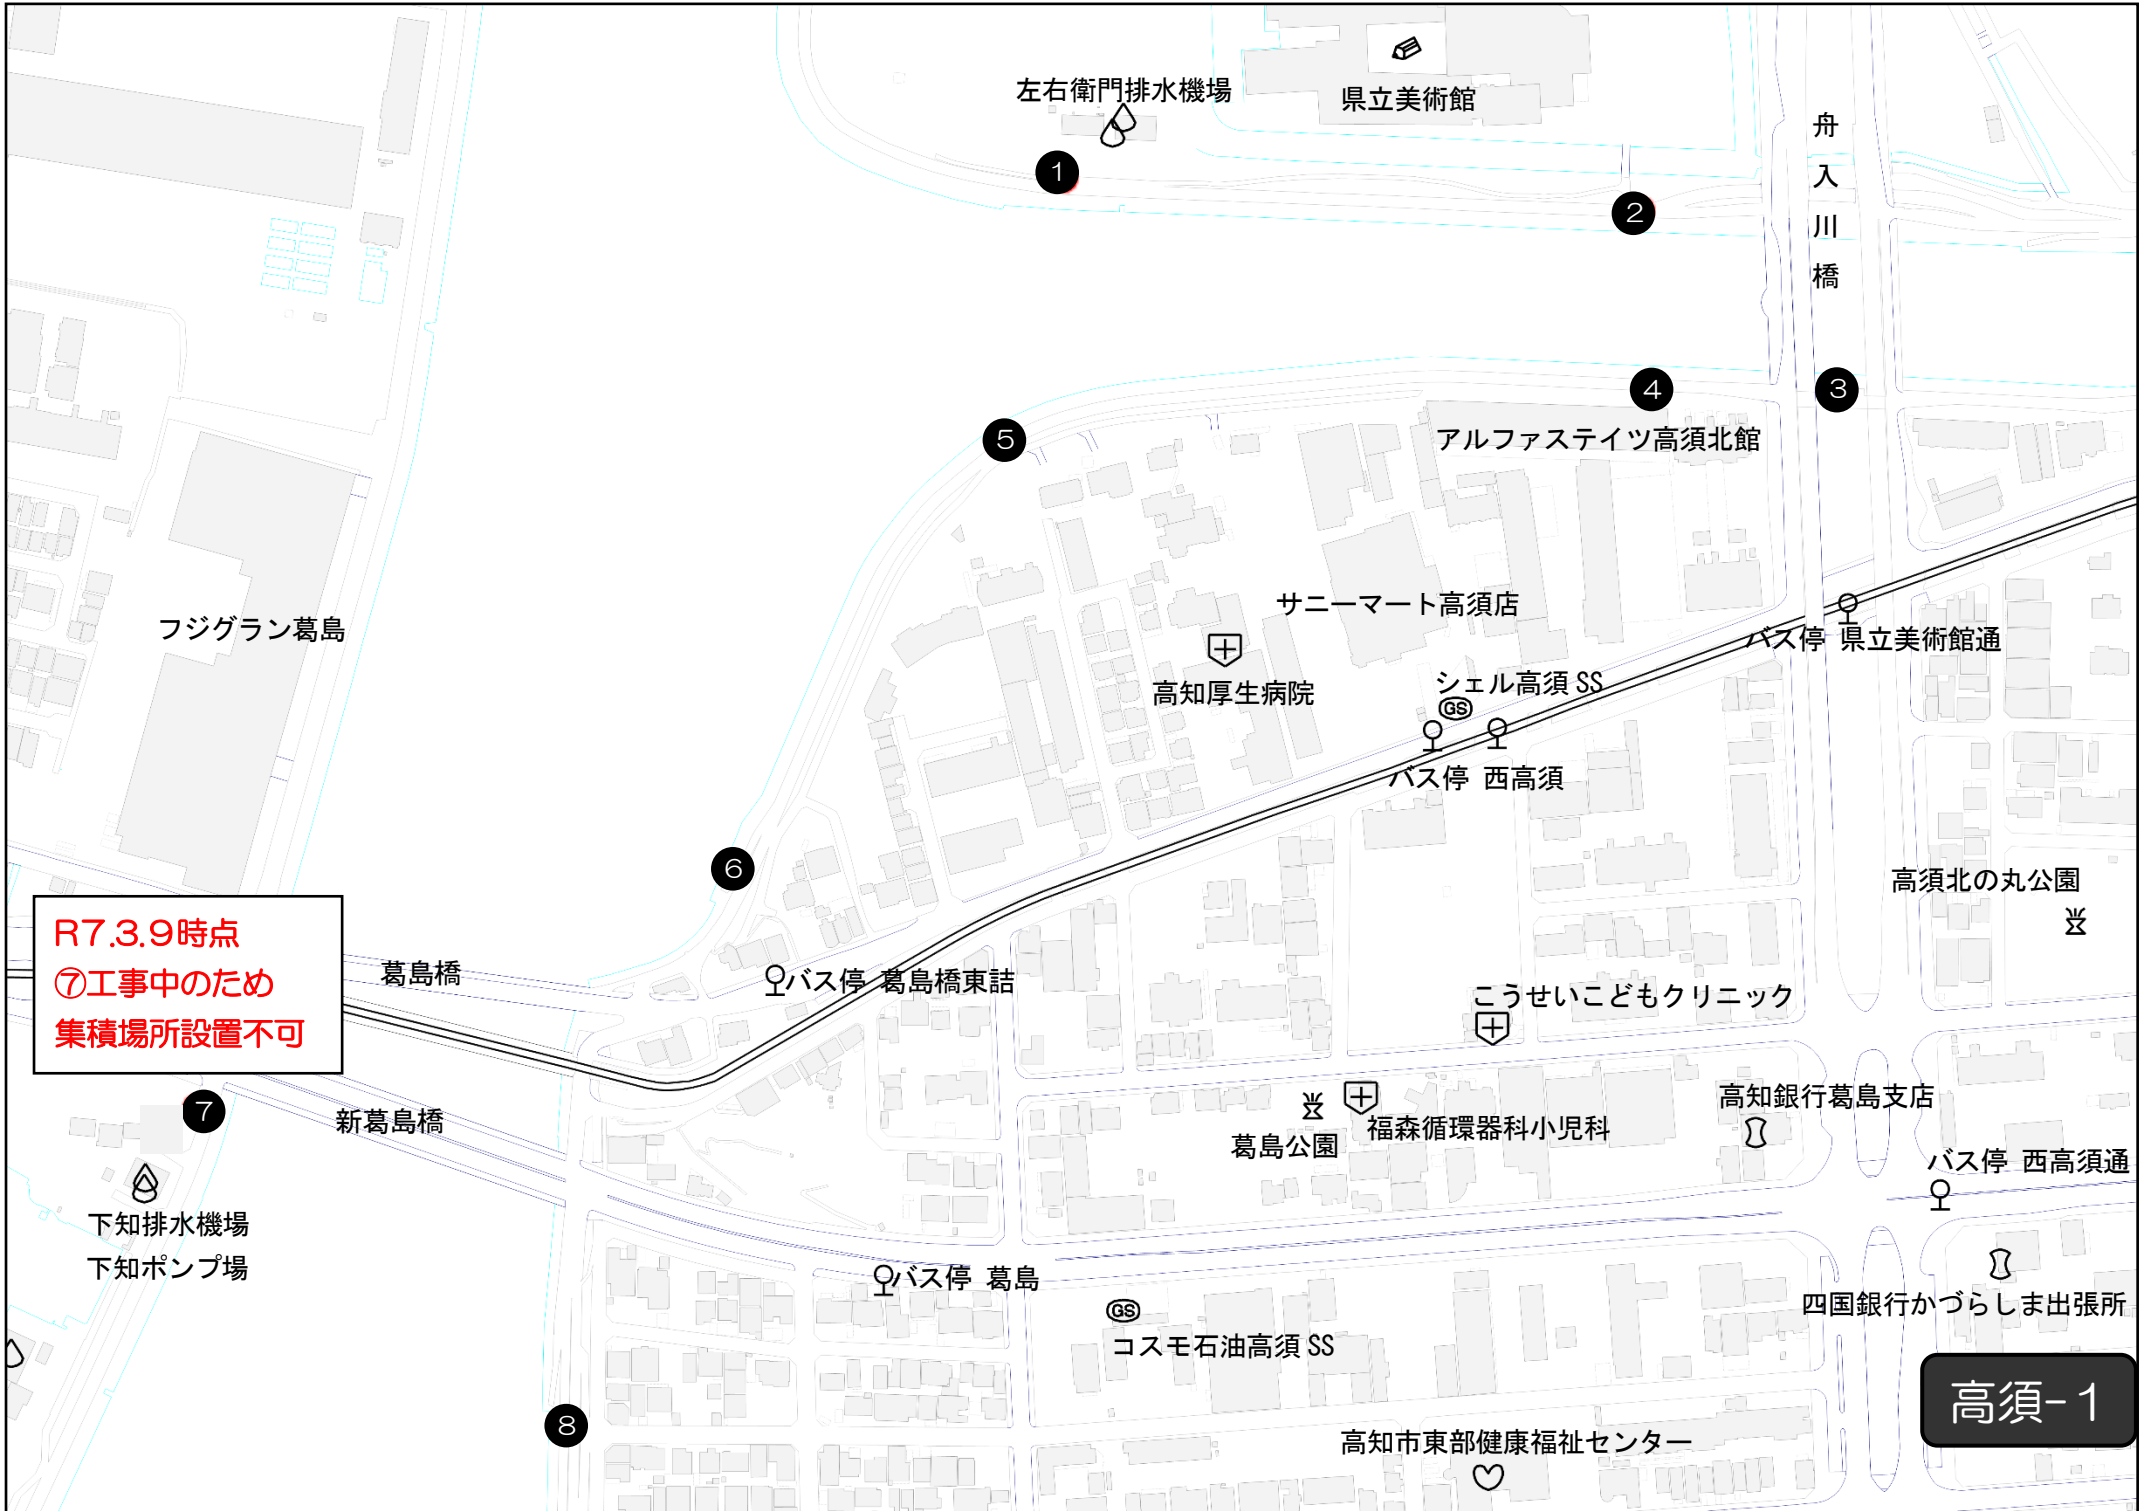 左右衛門排水機場
県立美術館
舟入川橋
1
2
3
4
5
アルファステイツ高須北館
フジグラン葛島
サニーマート高須店
バス停 県立美術館通
高知厚生病院
シェル高須 SS
GS
バス停 西高須
6
高須北の丸公園
R7.3.9時点
⑦工事中のため
集積場所設置不可
葛島橋
バス停 葛島橋東詰
こうせいこどもクリニック
7
新葛島橋
高知銀行葛島支店
福森循環器科小児科
葛島公園
バス停 西高須通
下知排水機場
下知ポンプ場
バス停 葛島
GS
コスモ石油高須 SS
四国銀行かづらしま出張所
8
高須-1
高知市東部健康福祉センター